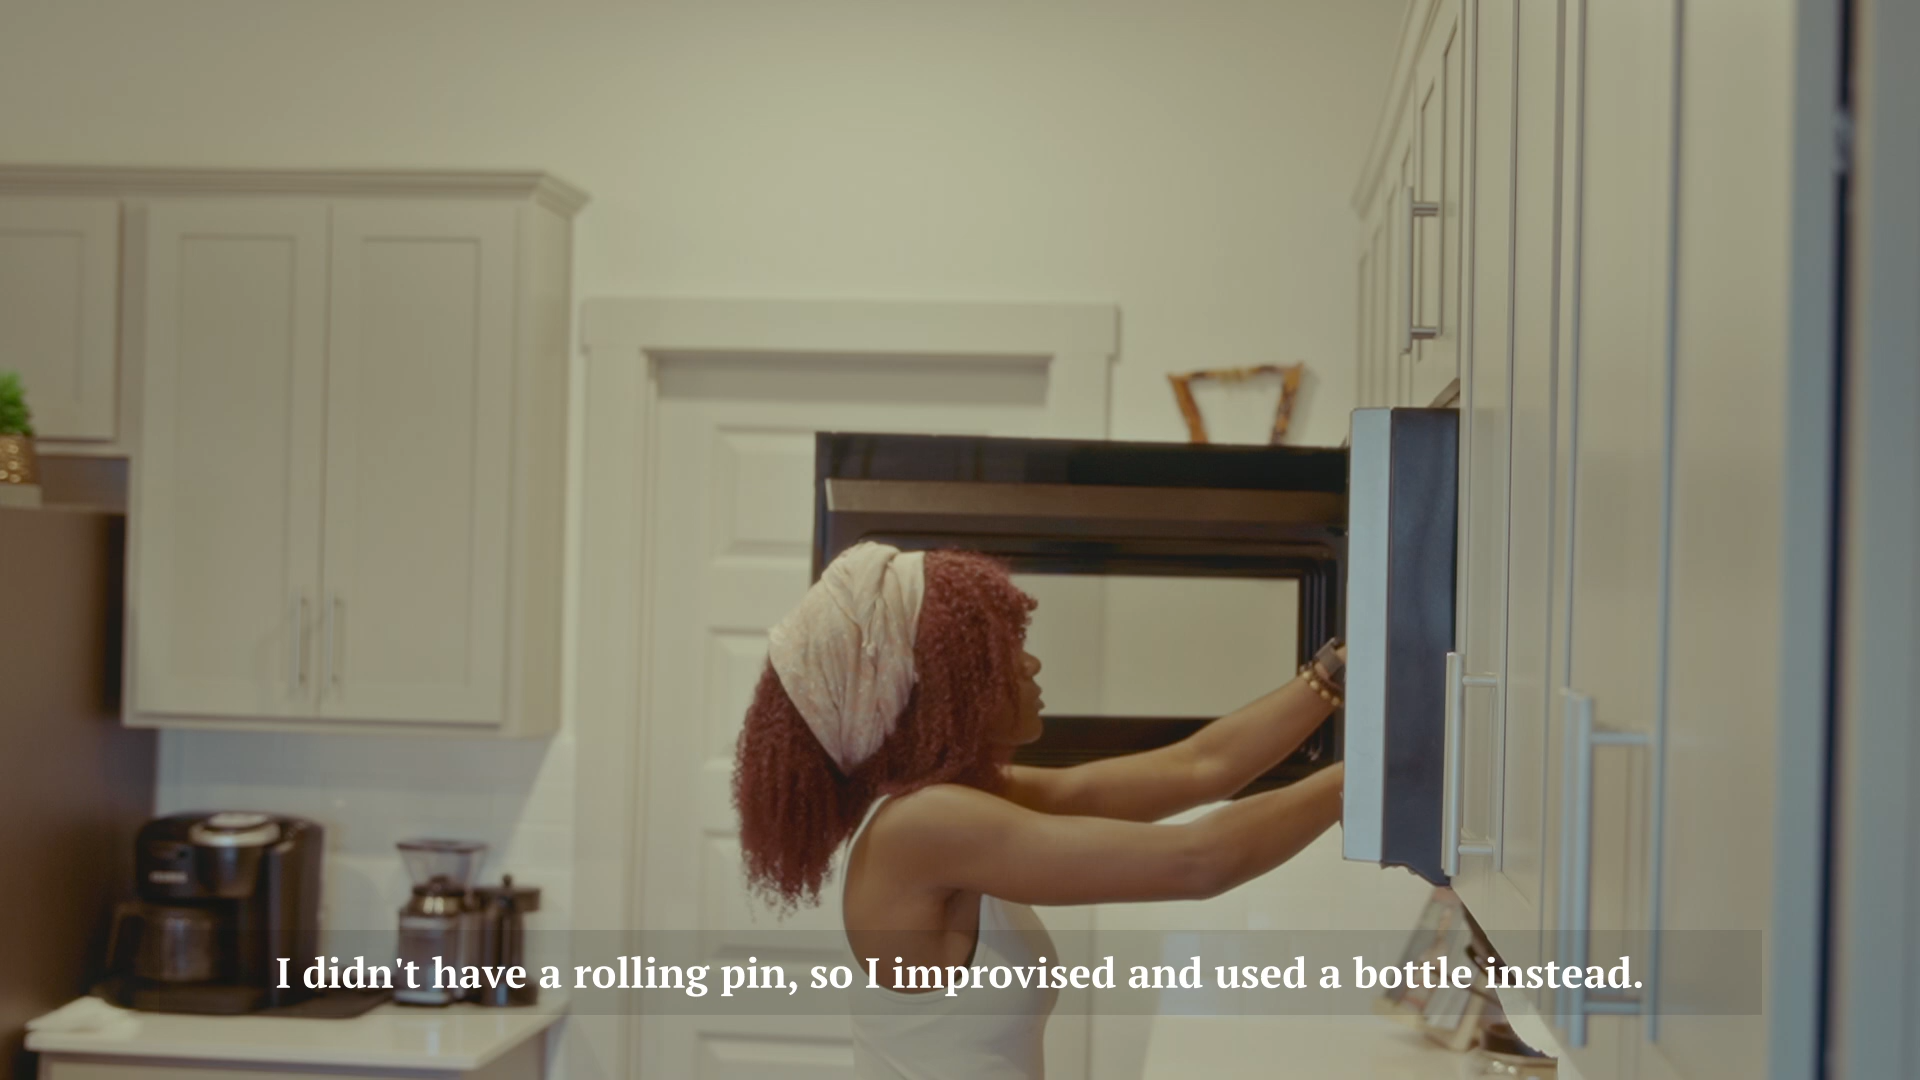 I didn't have a rolling pin, so I improvised and used a bottle instead.